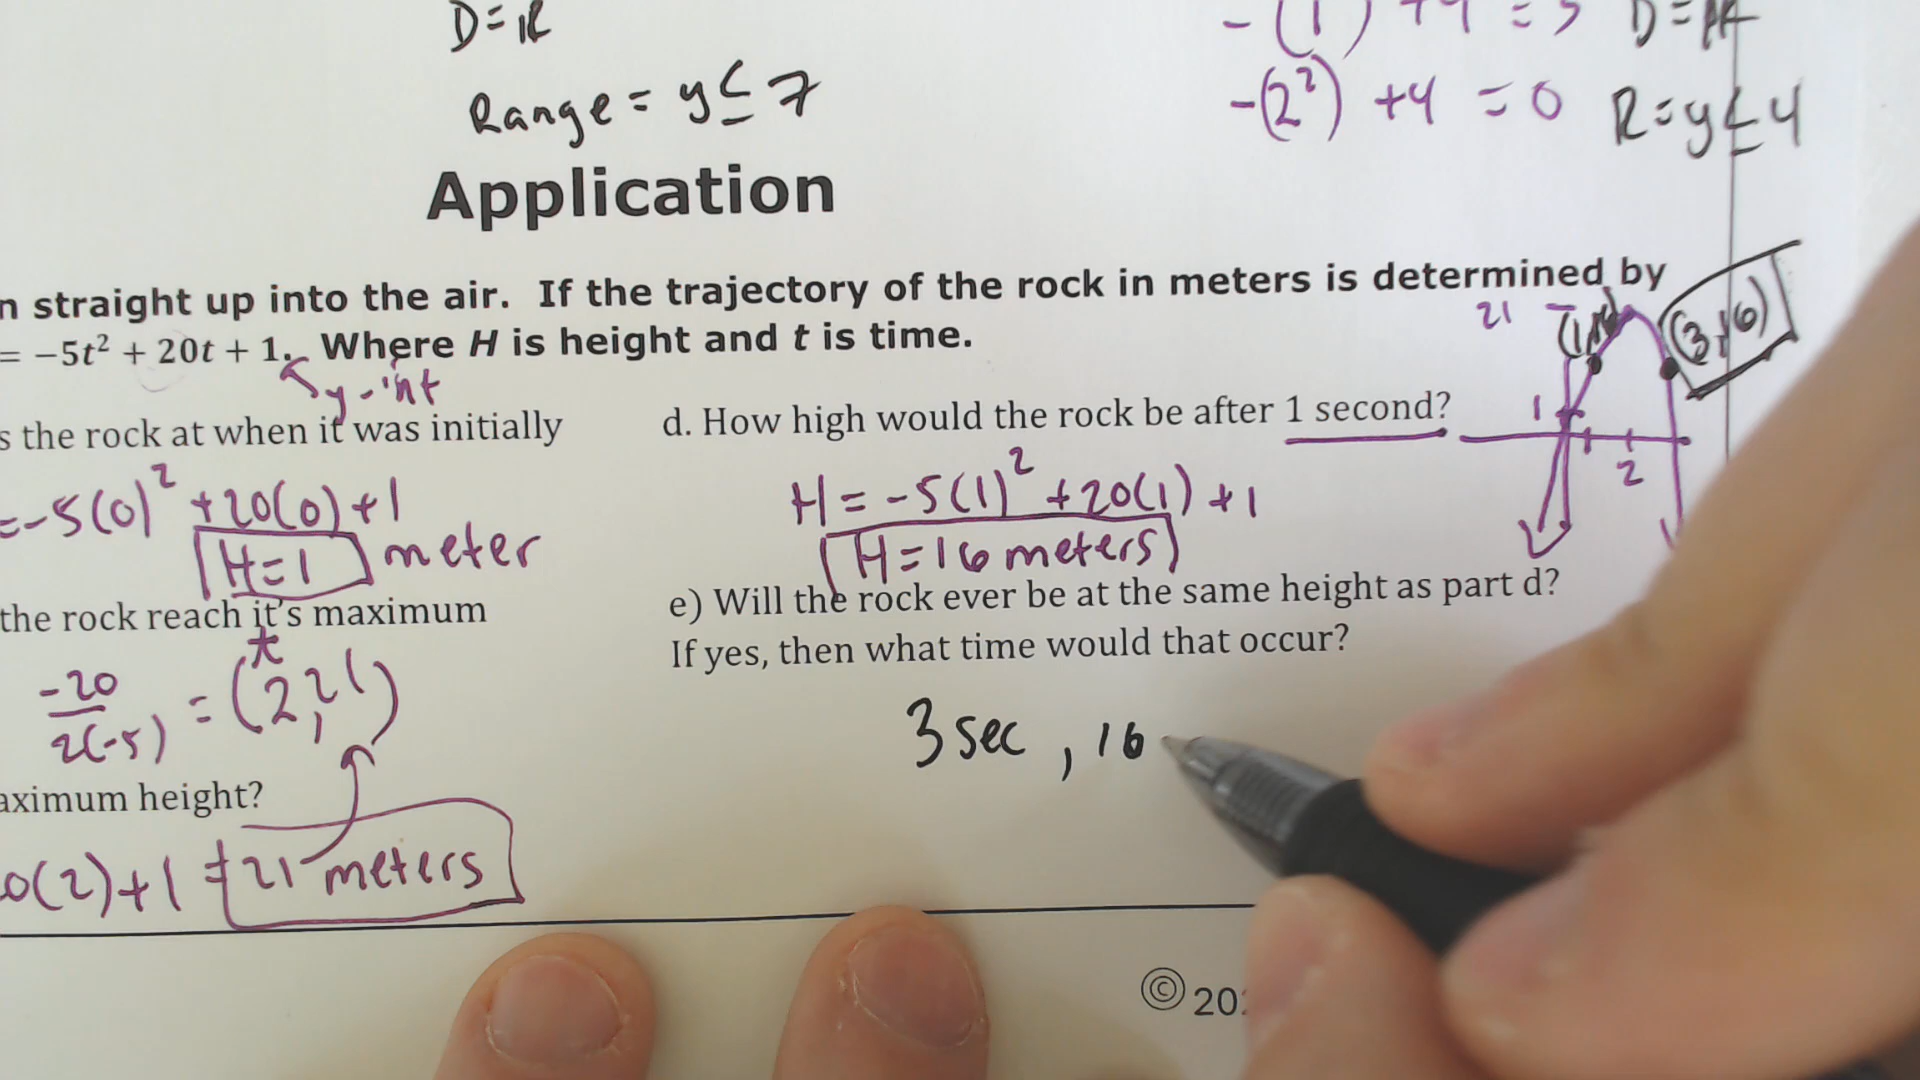 D=ℝ
Range = y≤7
+4 = 3 D=ℝ
-(2²) +4 = 0 R=y≤4
Application
n straight up into the air. If the trajectory of the rock in meters is determined by
= −5t² + 20t + 1. Where H is height and t is time.
y-int
21
(3,16)
1
2
s the rock at when it was initially
=-5(0)² +20(0)+1
H=1 meter
the rock reach it's maximum
-20
2(-5)
= (2,21)
aximum height?
0(2)+1 = 21 meters
d. How high would the rock be after 1 second?
H = -5(1)² +20(1) +1
H=16 meters
e) Will the rock ever be at the same height as part d?
If yes, then what time would that occur?
3 sec , 16
© 20